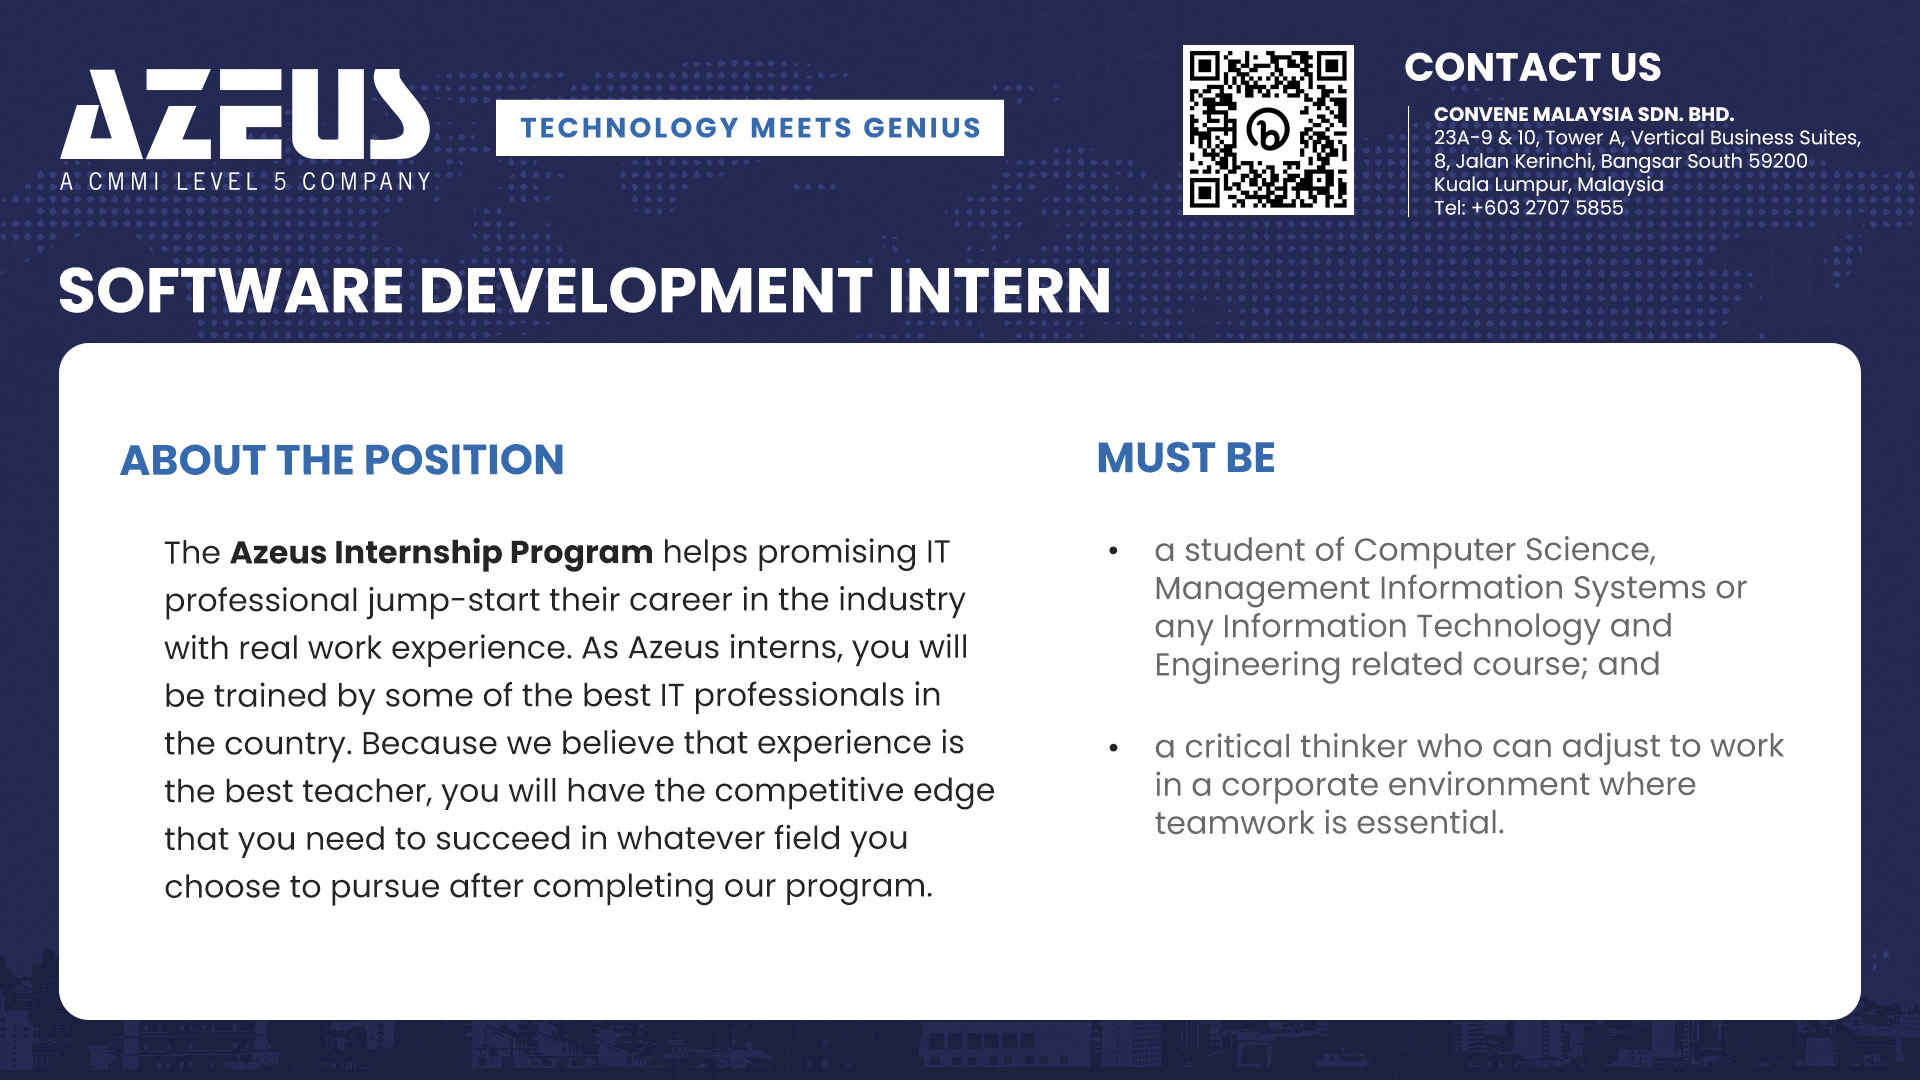 AZEUS
A CMMI LEVEL 5 COMPANY
TECHNOLOGY MEETS GENIUS
CONTACT US
CONVENE MALAYSIA SDN. BHD.
23A-9 & 10, Tower A, Vertical Business Suites,
8, Jalan Kerinchi, Bangsar South 59200
Kuala Lumpur, Malaysia
Tel: +603 2707 5855
SOFTWARE DEVELOPMENT INTERN
ABOUT THE POSITION
The Azeus Internship Program helps promising IT
professional jump-start their career in the industry
with real work experience. As Azeus interns, you will
be trained by some of the best IT professionals in
the country. Because we believe that experience is
the best teacher, you will have the competitive edge
that you need to succeed in whatever field you
choose to pursue after completing our program.
MUST BE
• a student of Computer Science,
Management Information Systems or
any Information Technology and
Engineering related course; and
• a critical thinker who can adjust to work
in a corporate environment where
teamwork is essential.